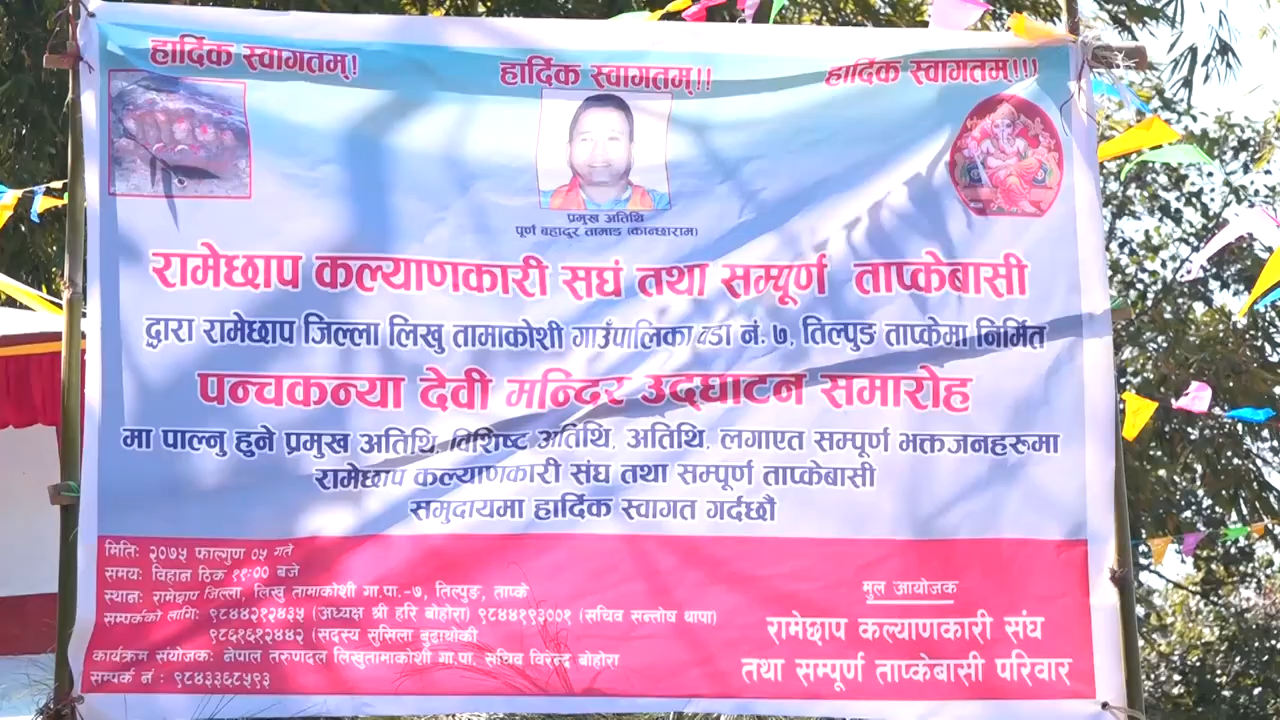 हार्दिक स्वागतम्! हार्दिक स्वागतम्!! हार्दिक स्वागतम्!!!
प्रमुख अतिथि
पूर्ण बहादुर तामाङ (कान्छाराम)
रामेछाप कल्याणकारी सघं तथा सम्पूर्ण ताप्केबासी
द्वारा रामेछाप जिल्ला लिखु तामाकोशी गाउँपालिका वडा नं. ७, तिल्पुङ ताप्केमा निर्मित
पन्चकन्या देवी मन्दिर उद्घाटन समारोह
मा पाल्नु हुने प्रमुख अतिथि, विशिष्ट अतिथि, अतिथि, लगाएत सम्पूर्ण भक्तजनहरूमा
रामेछाप कल्याणकारी संघ तथा सम्पूर्ण ताप्केबासी
समुदायमा हार्दिक स्वागत गर्दछौं
मितिः २०७५ फाल्गुण ०५ गते
समयः विहान ठिक ११:०० बजे
स्थानः रामेछाप जिल्ला, लिखु तामाकोशी गा.पा.-७, तिल्पुङ, ताप्के
सम्पर्कको लागिः ९८४४२१२४३५ (अध्यक्ष श्री हरि बोहोरा) ९८४४१९३००१ (सचिव सन्तोष थापा)
९८६१६१२४४२ (सदस्य सुसिला बुढाथोकी
कार्यक्रम संयोजकः नेपाल तरुणदल लिखुतामाकोशी गा.पा. सचिव विरन्द्र बोहोरा
सम्पर्क नं : ९८४३३६८५९३
मुल आयोजक
रामेछाप कल्याणकारी संघ
तथा सम्पूर्ण ताप्केबासी परिवार